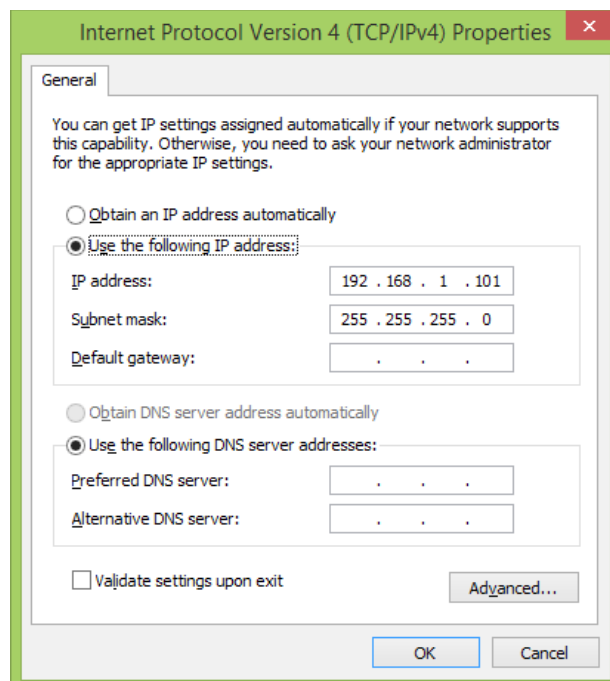 Internet Protocol Version 4 (TCP/IPv4) Properties
General
You can get IP settings assigned automatically if your network supports
this capability. Otherwise, you need to ask your network administrator
for the appropriate IP settings.
Obtain an IP address automatically
Use the following IP address:
IP address: 192 . 168 . 1 . 101
Subnet mask: 255 . 255 . 255 . 0
Default gateway: . . .
Obtain DNS server address automatically
Use the following DNS server addresses:
Preferred DNS server: . . .
Alternative DNS server: . . .
Validate settings upon exit
Advanced...
OK Cancel